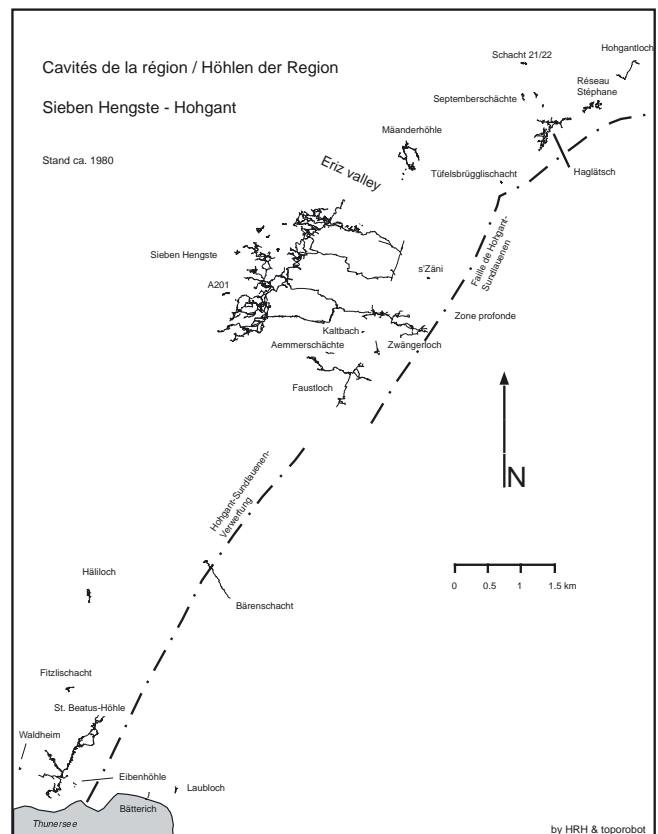 Cavités de la région / Höhlen der Region
Sieben Hengste - Hohgant
Stand ca. 1980
Schacht 21/22
Hohgantloch
Réseau
Stéphane
Septemberschächte
Mäanderhöhle
Haglätsch
Tüfelsbrügglischacht
Eriz valley
Faille de Hohgant-
Sundlauenen
Sieben Hengste
s'Zäni
A201
Zone profonde
Kaltbach
Zwängerloch
Aemmerschächte
Faustloch
N
Hohgant-Sundlauenen-
Verwerfung
0 0.5 1 1.5 km
Häliloch
Bärenschacht
Fitzlischacht
St. Beatus-Höhle
Waldheim
Eibenhöhle
Laubloch
Bätterich
Thunersee
by HRH & toporobot